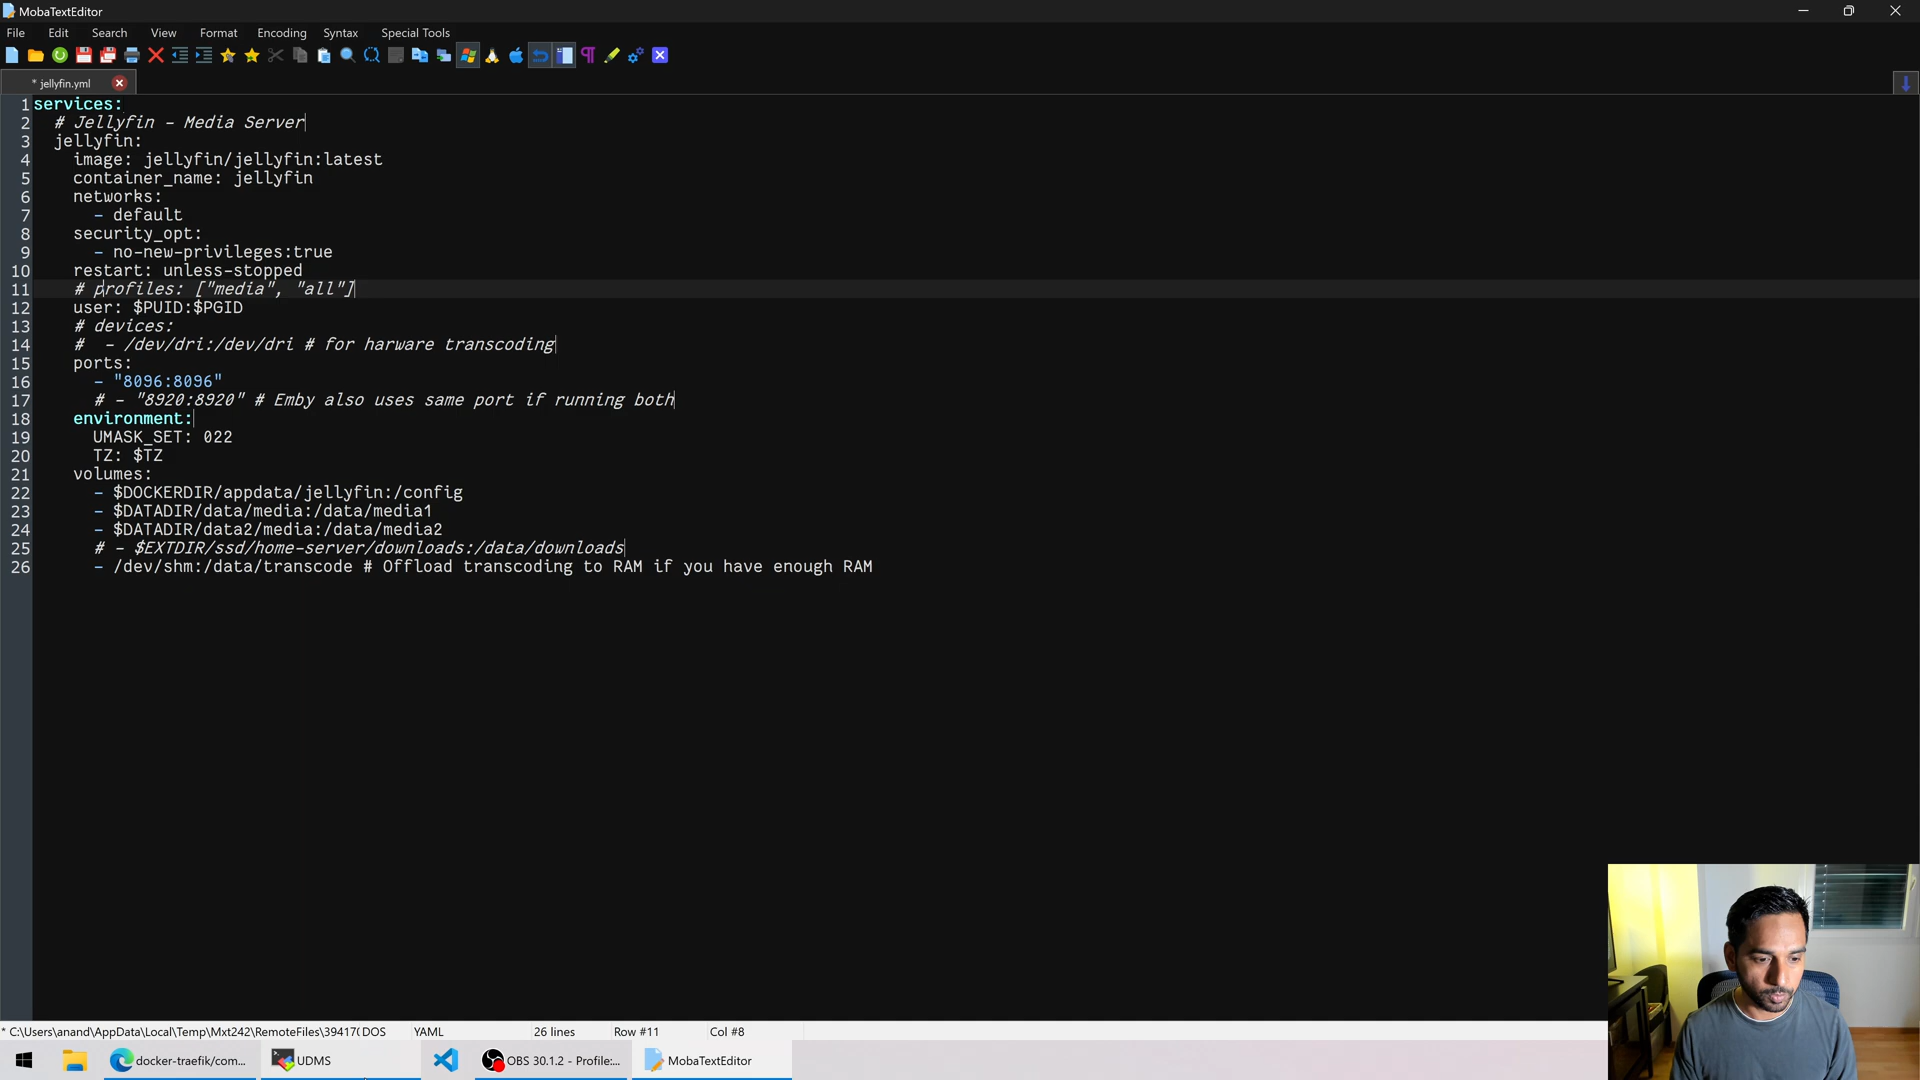 MobaTextEditor
File Edit Search View Format Encoding Syntax Special Tools
* jellyfin.yml
1 services:
2 # Jellyfin - Media Server
3 jellyfin:
4 image: jellyfin/jellyfin:latest
5 container_name: jellyfin
6 networks:
7 - default
8 security_opt:
9 - no-new-privileges:true
10 restart: unless-stopped
11 # profiles: ["media", "all"]
12 user: $PUID:$PGID
13 # devices:
14 # - /dev/dri:/dev/dri # for harware transcoding
15 ports:
16 - "8096:8096"
17 # - "8920:8920" # Emby also uses same port if running both
18 environment:
19 UMASK_SET: 022
20 TZ: $TZ
21 volumes:
22 - $DOCKERDIR/appdata/jellyfin:/config
23 - $DATADIR/data/media:/data/media1
24 - $DATADIR/data2/media:/data/media2
25 # - $EXTDIR/ssd/home-server/downloads:/data/downloads
26 - /dev/shm:/data/transcode # Offload transcoding to RAM if you have enough RAM
* C:\Users\anand\AppData\Local\Temp\Mxt242\RemoteFiles\39417( DOS YAML 26 lines Row #11 Col #8
docker-traefik/com... UDMS OBS 30.1.2 - Profile:... MobaTextEditor